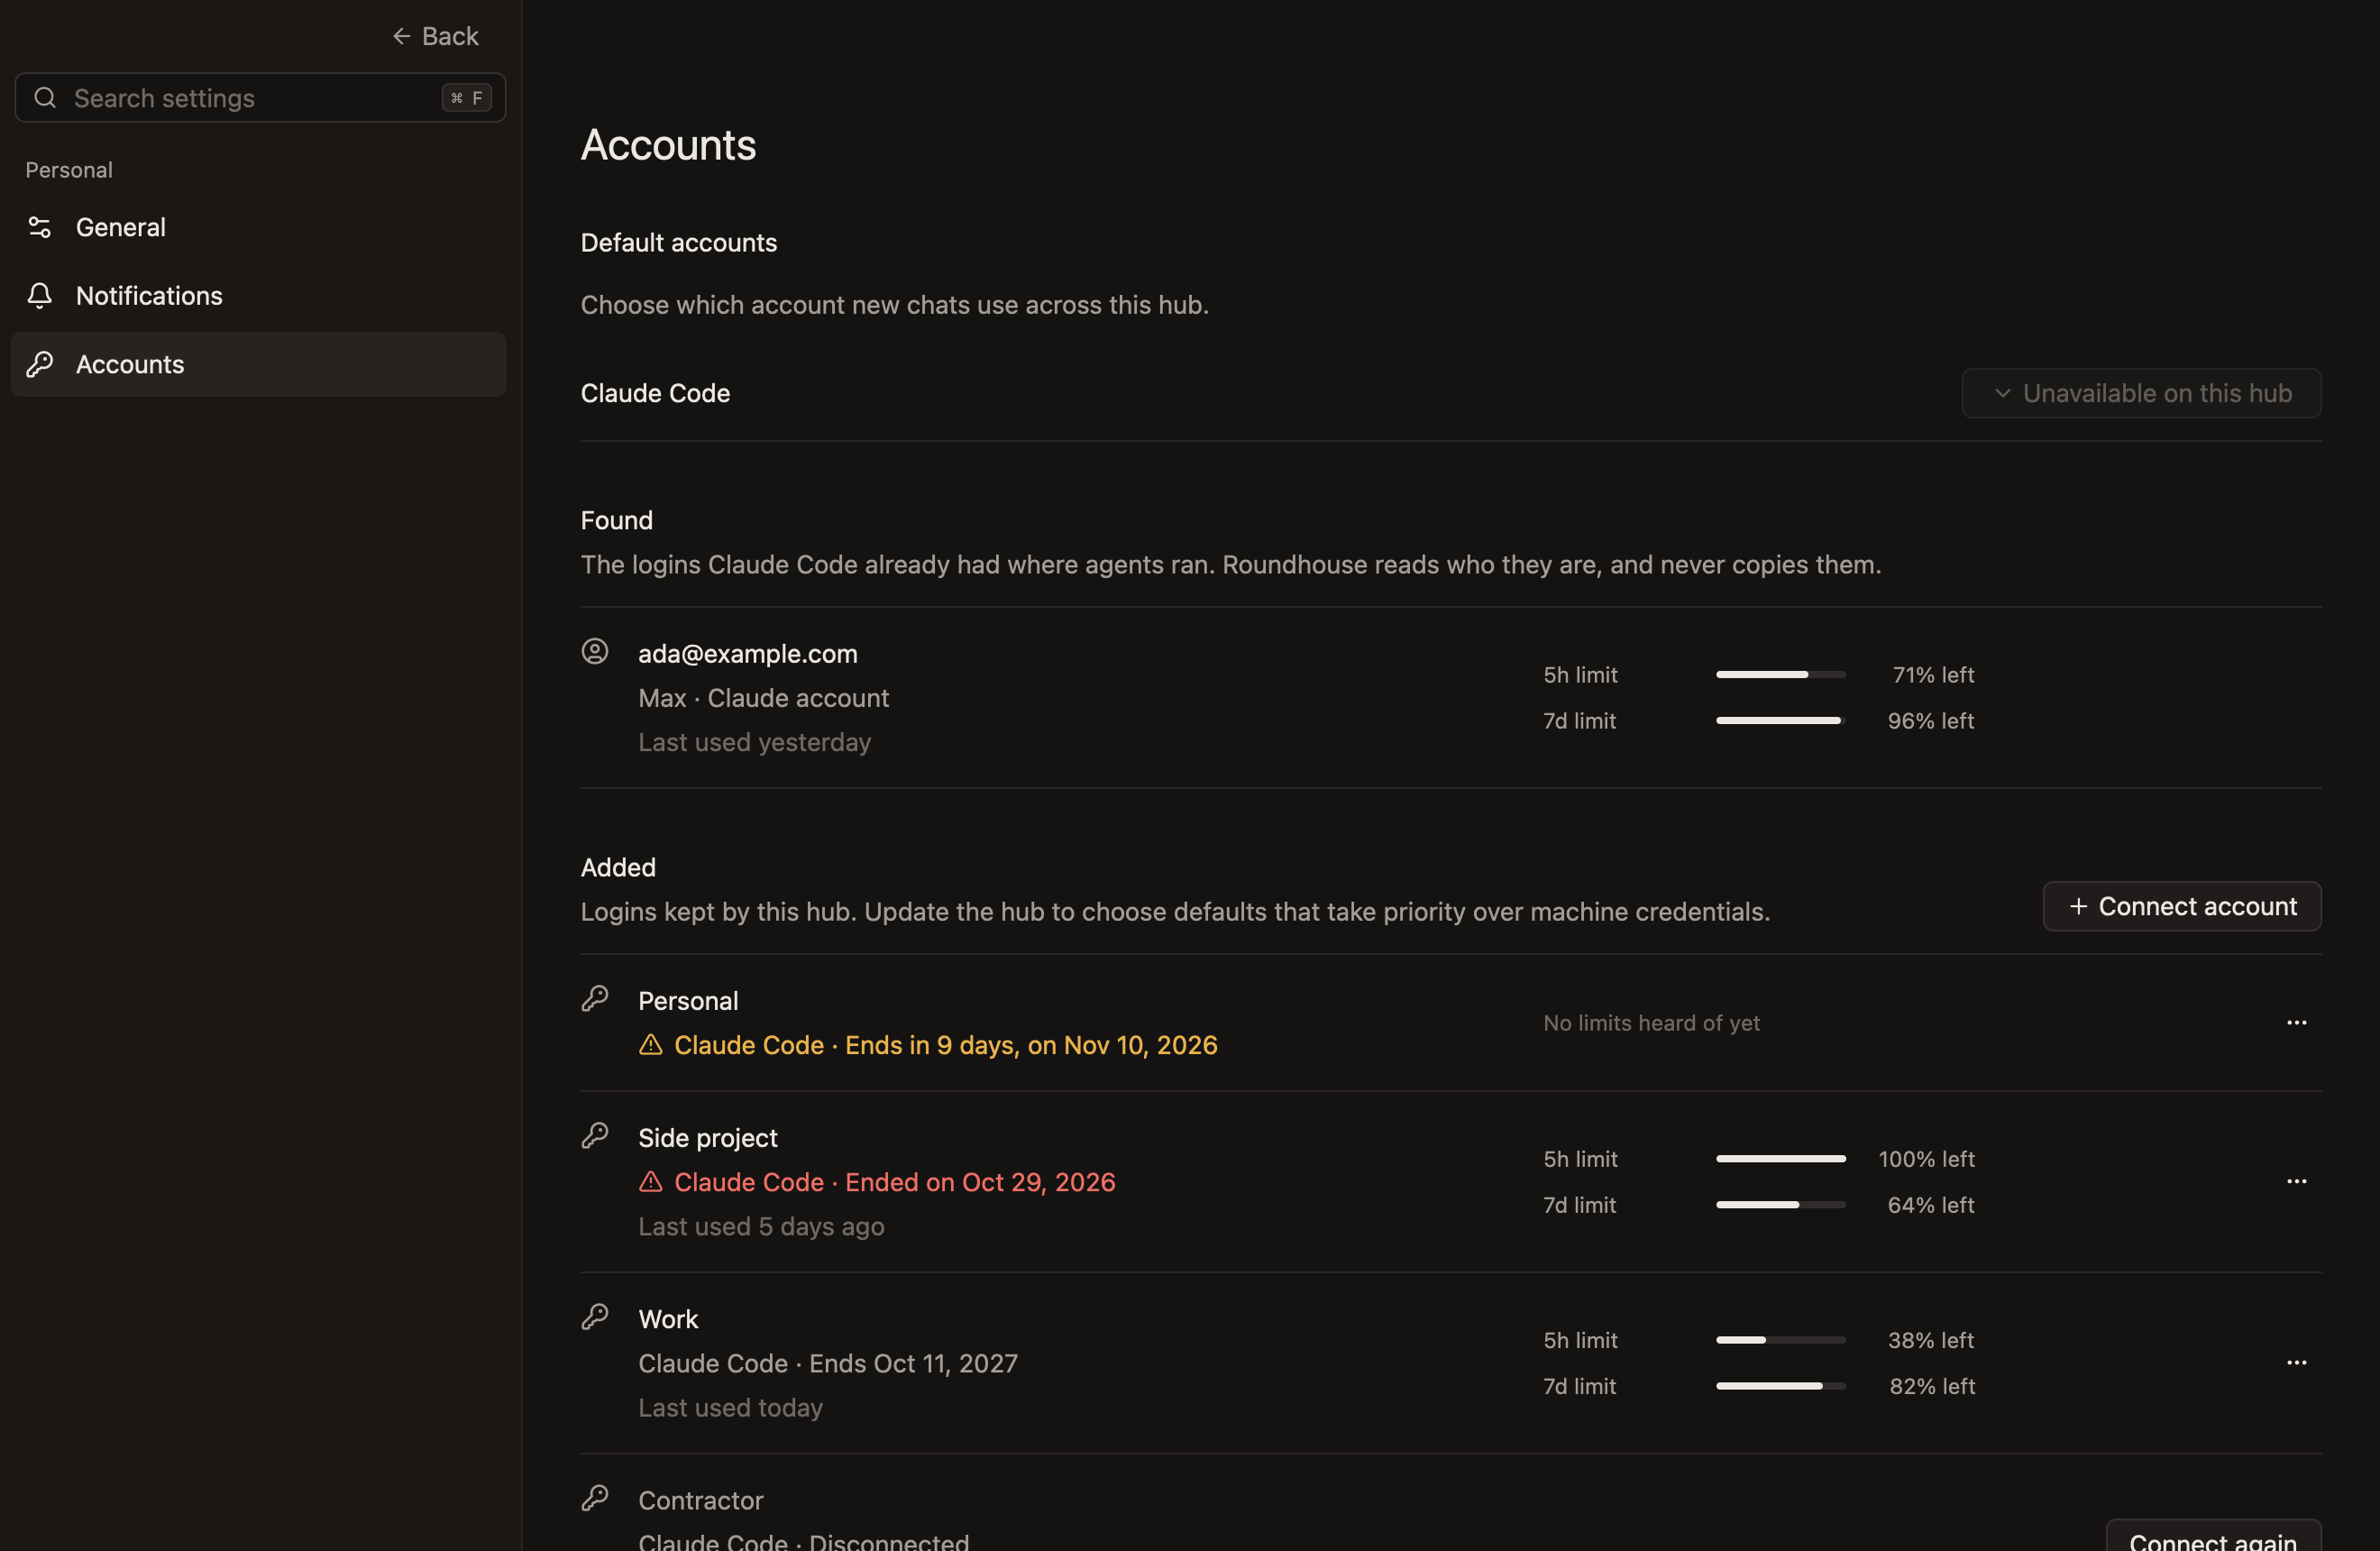 Back
Search settings
⌘ F
Personal
General
Notifications
Accounts
Accounts
Default accounts
Choose which account new chats use across this hub.
Claude Code
Unavailable on this hub
Found
The logins Claude Code already had where agents ran. Roundhouse reads who they are, and never copies them.
ada@example.com
Max · Claude account
Last used yesterday
5h limit 71% left
7d limit 96% left
Added
Logins kept by this hub. Update the hub to choose defaults that take priority over machine credentials.
Connect account
Personal
Claude Code · Ends in 9 days, on Nov 10, 2026
No limits heard of yet
Side project
Claude Code · Ended on Oct 29, 2026
Last used 5 days ago
5h limit 100% left
7d limit 64% left
Work
Claude Code · Ends Oct 11, 2027
Last used today
5h limit 38% left
7d limit 82% left
Contractor
Claude Code · Disconnected
Connect again